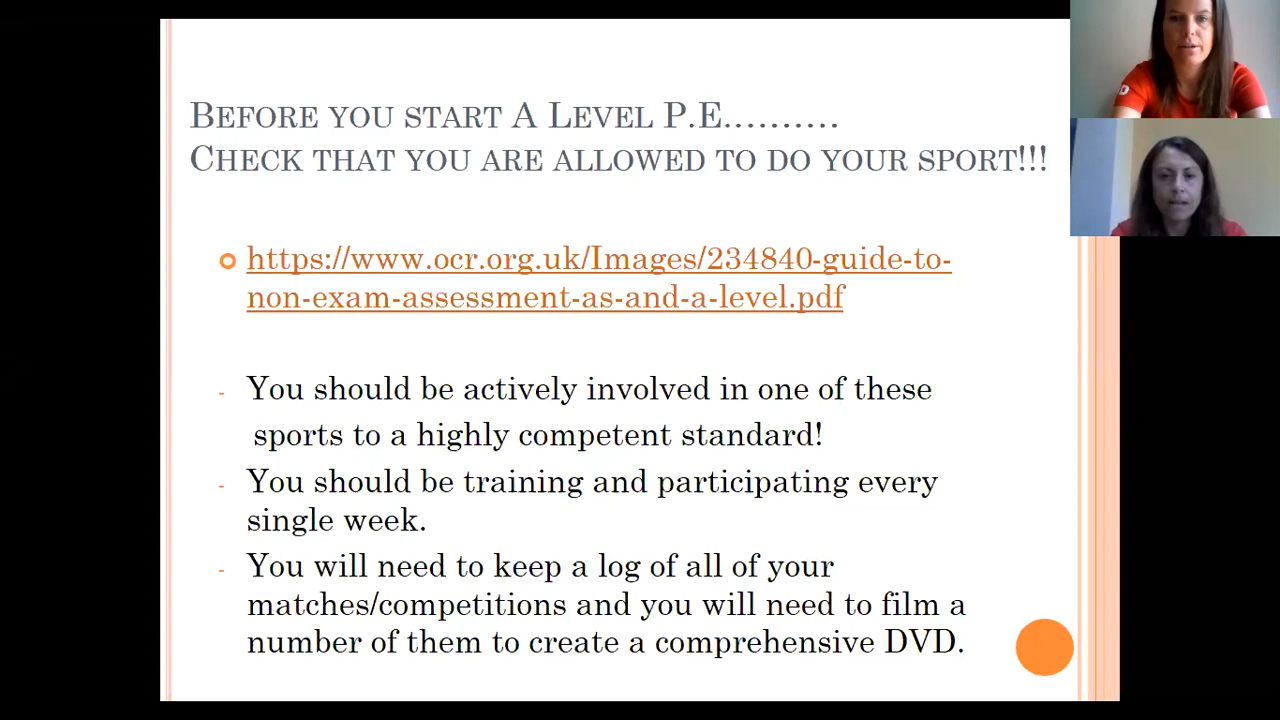 Before you start A Level P.E..........
Check that you are allowed to do your sport!!!
https://www.ocr.org.uk/Images/234840-guide-to-
non-exam-assessment-as-and-a-level.pdf
- You should be actively involved in one of these
sports to a highly competent standard!
- You should be training and participating every
single week.
- You will need to keep a log of all of your
matches/competitions and you will need to film a
number of them to create a comprehensive DVD.